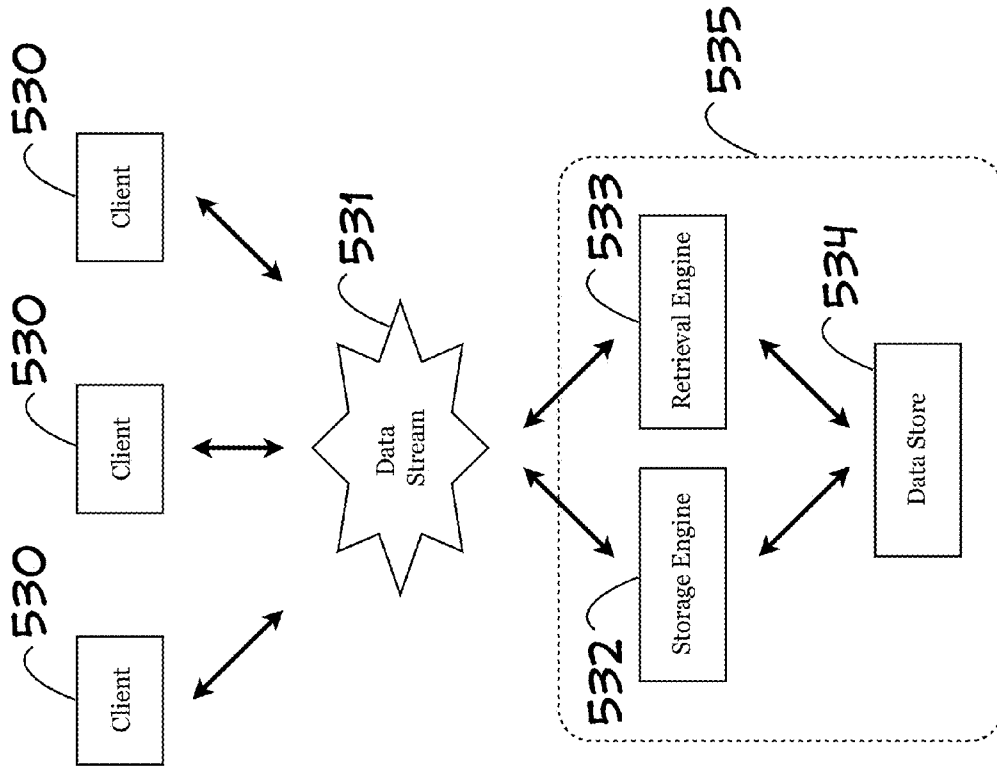 530
530
530
Client
Client
Client
531
Data
Stream
532
533
535
Storage Engine
Retrieval Engine
534
Data Store